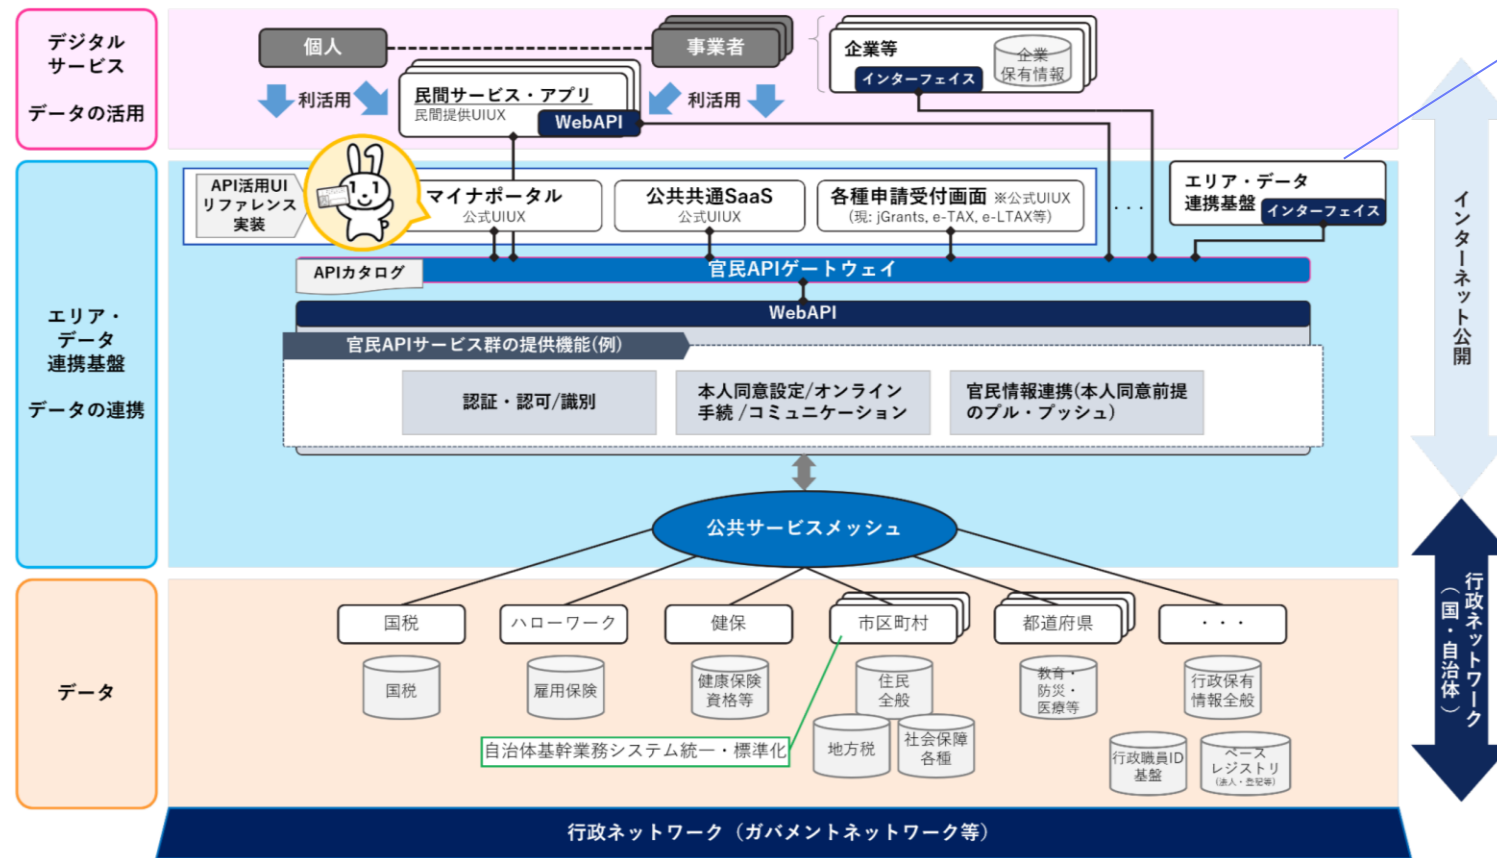 デジタル
サービス
データの活用
個人
事業者
企業等
インターフェイス
企業
保有情報
利活用
民間サービス・アプリ
民間提供UIUX
WebAPI
利活用
エリア・
データ
連携基盤
データの連携
API活用UI
リファレンス
実装
マイナポータル
公式UIUX
公共共通SaaS
公式UIUX
各種申請受付画面 ※公式UIUX
(現: jGrants, e-TAX, e-LTAX等)
・・・
エリア・データ
連携基盤
インターフェイス
APIカタログ
官民APIゲートウェイ
WebAPI
官民APIサービス群の提供機能(例)
認証・認可/識別
本人同意設定/オンライン
手続 /コミュニケーション
官民情報連携(本人同意前提
のプル・プッシュ)
公共サービスメッシュ
データ
国税
ハローワーク
健保
市区町村
都道府県
・・・
国税
雇用保険
健康保険
資格等
住民
全般
教育・
防災・
医療等
行政保有
情報全般
自治体基幹業務システム統一・標準化
地方税
社会保障
各種
行政職員ID
基盤
ベース
レジストリ
(法人・登記等)
行政ネットワーク（ガバメントネットワーク等）
インターネット公開
行政ネットワーク
（国・自治体）